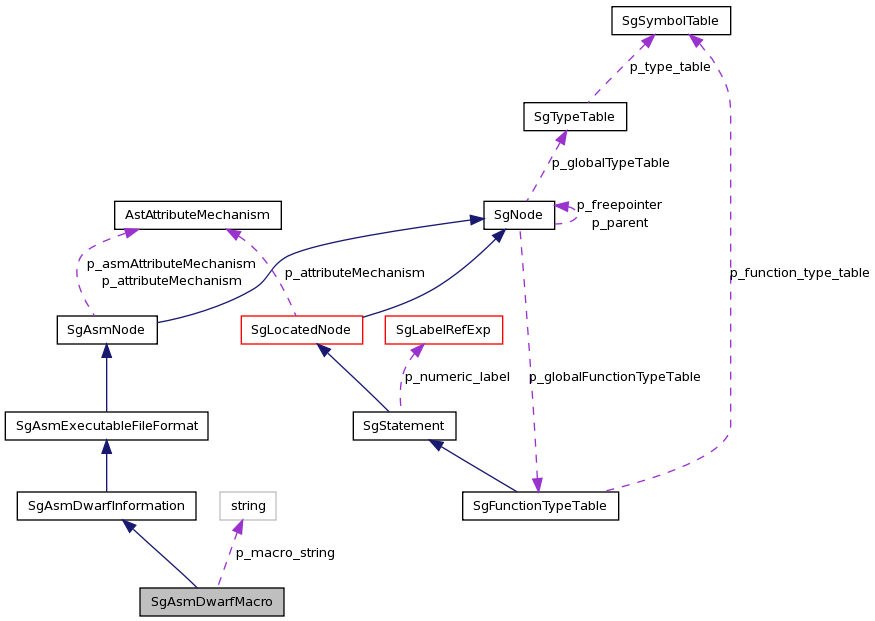 SgSymbolTable
p_type_table
SgTypeTable
p_globalTypeTable
AstAttributeMechanism
SgNode
p_freepointer
p_parent
p_asmAttributeMechanism
p_attributeMechanism
p_attributeMechanism
p_function_type_table
SgAsmNode
SgLocatedNode
SgLabelRefExp
p_numeric_label
p_globalFunctionTypeTable
SgAsmExecutableFileFormat
SgStatement
SgAsmDwarfInformation
string
SgFunctionTypeTable
p_macro_string
SgAsmDwarfMacro